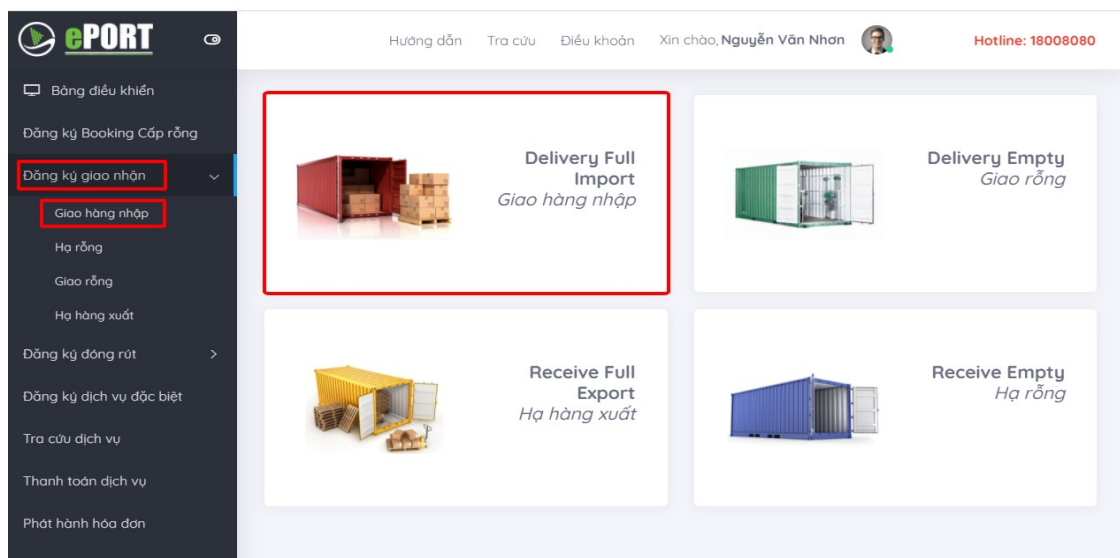 ePORT
Hướng dẫn Tra cứu Điều khoản Xin chào, Nguyễn Văn Nhơn Hotline: 18008080
Bảng điều khiển
Đăng ký Booking Cấp rỗng
Đăng ký giao nhận
Giao hàng nhập
Hạ rỗng
Giao rỗng
Hạ hàng xuất
Đăng ký đóng rút
Đăng ký dịch vụ đặc biệt
Tra cứu dịch vụ
Thanh toán dịch vụ
Phát hành hóa đơn
Delivery Full
Import
Giao hàng nhập
Delivery Empty
Giao rỗng
Receive Full
Export
Hạ hàng xuất
Receive Empty
Hạ rỗng